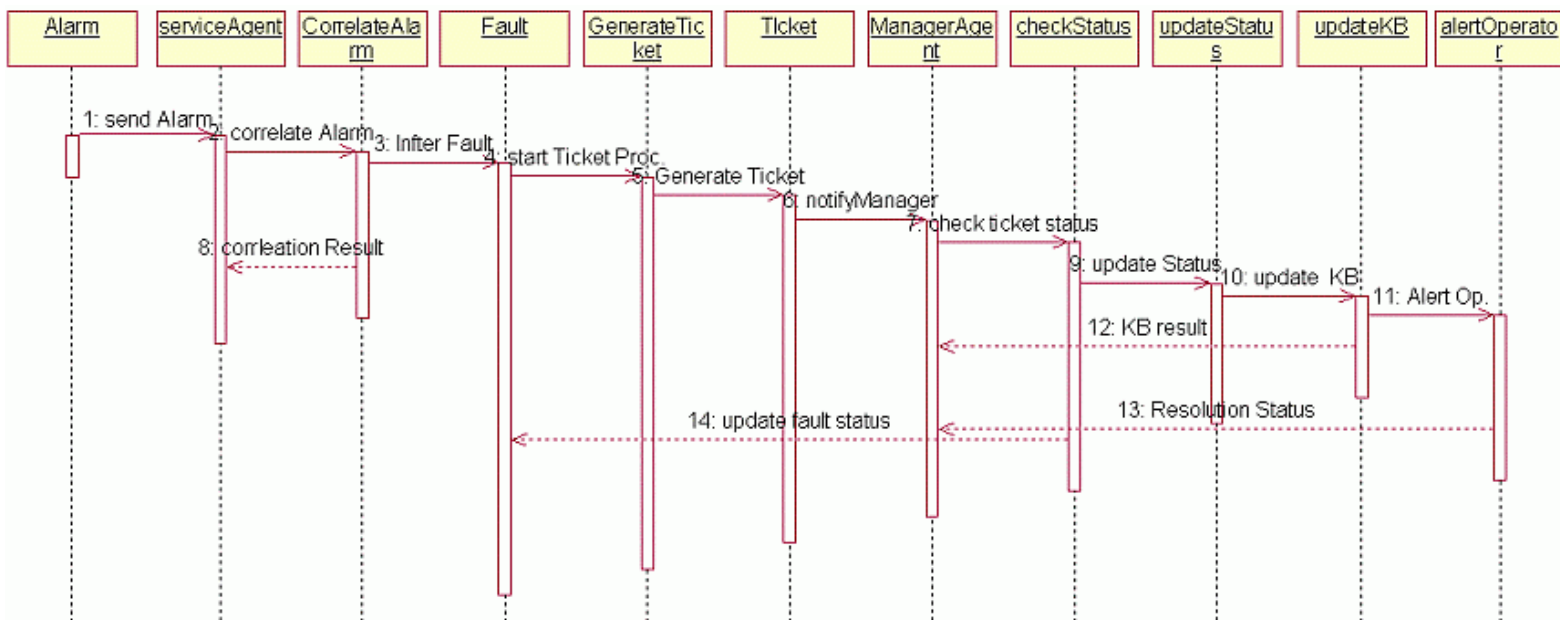 Alarm
serviceAgent
CorrelateAla
m
Fault
GenerateTic
ket
TIcket
ManagerAge
nt
checkStatus
updateStatu
s
updateKB
alertOperato
r
1: send Alarm
2: correlate Alarm
3: Infter Fault
4: start Ticket Proc.
5: Generate Ticket
6: notifyManager
7: check ticket status
8: corrleation Result
9: update Status
10: update KB
11: Alert Op.
12: KB result
13: Resolution Status
14: update fault status